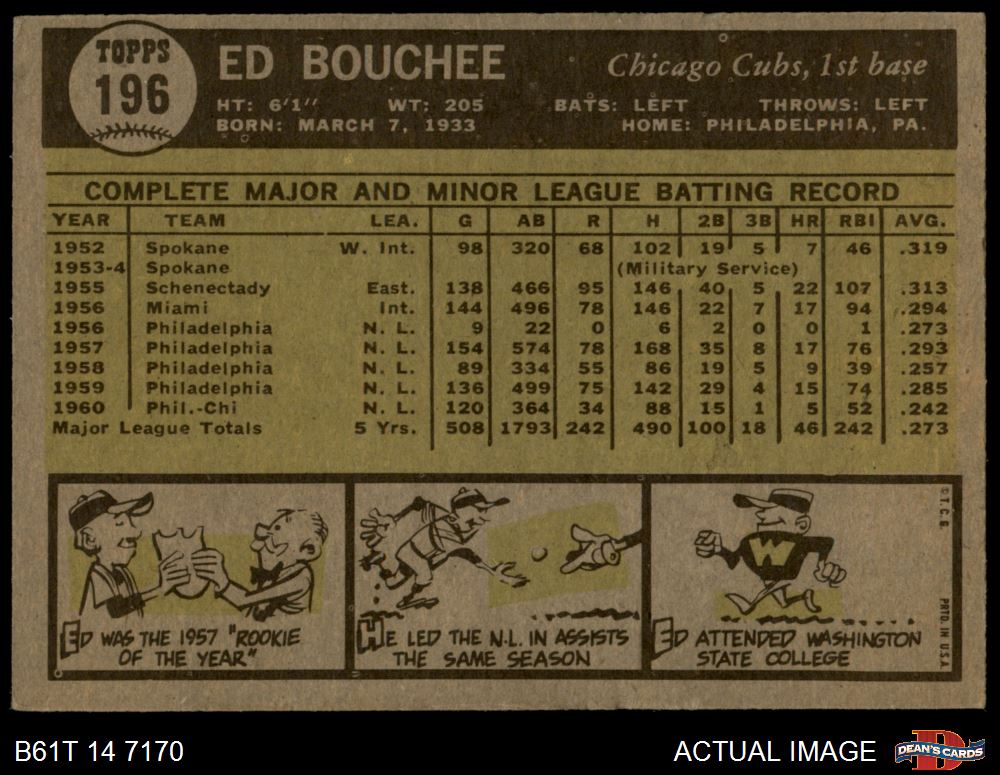 TOPPS
196
ED BOUCHEE
Chicago Cubs, 1st base
HT: 6'1" WT: 205 BATS: LEFT THROWS: LEFT
BORN: MARCH 7, 1933 HOME: PHILADELPHIA, PA.
COMPLETE MAJOR AND MINOR LEAGUE BATTING RECORD
YEAR TEAM LEA. G AB R H 2B 3B HR RBI AVG.
1952 Spokane W. Int. 98 320 68 102 19 5 7 46 .319
1953-4 Spokane (Military Service)
1955 Schenectady East. 138 466 95 146 40 5 22 107 .313
1956 Miami Int. 144 496 78 146 22 7 17 94 .294
1956 Philadelphia N. L. 9 22 0 6 2 0 0 1 .273
1957 Philadelphia N. L. 154 574 78 168 35 8 17 76 .293
1958 Philadelphia N. L. 89 334 55 86 19 5 9 39 .257
1959 Philadelphia N. L. 136 499 75 142 29 4 15 74 .285
1960 Phil.-Chi N. L. 120 364 34 88 15 1 5 52 .242
Major League Totals 5 Yrs. 508 1793 242 490 100 18 46 242 .273
ED WAS THE 1957 "ROOKIE
OF THE YEAR"
HE LED THE N.L. IN ASSISTS
THE SAME SEASON
W
ED ATTENDED WASHINGTON
STATE COLLEGE
© T. C. G.
PRTD. IN U.S.A.
B61T 14 7170
ACTUAL IMAGE
D
DEAN'S CARDS